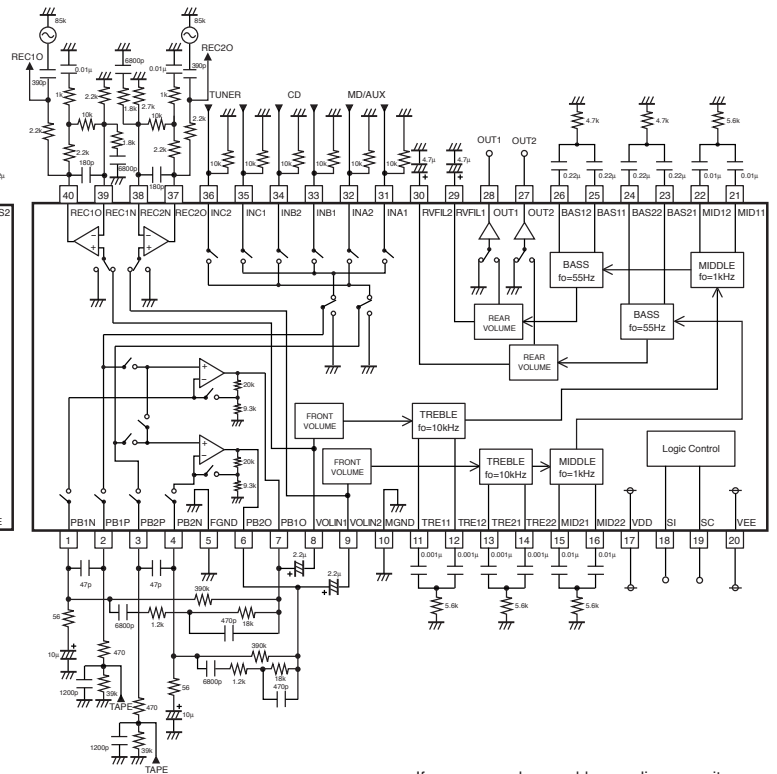 85k
85k
REC1O
REC2O
390p
0.01μ
6800p
0.01μ
390p
1k
2.2k
1.8k
2.7k
1k
2.2k
10k
10k
2.2k
2.2k
1.8k
2.2k
180p
6800p
180p
TUNER
CD
MD/AUX
10k
10k
10k
10k
10k
10k
4.7μ
4.7μ
OUT1
OUT2
4.7k
4.7k
5.6k
0.22μ
0.22μ
0.22μ
0.22μ
0.01μ
0.01μ
40 39 38 37 36 35 34 33 32 31 30 29 28 27 26 25 24 23 22 21
REC1O REC1N REC2N REC2O INC2 INC1 INB2 INB1 INA2 INA1 RVFIL2 RVFIL1 OUT1 OUT2 BAS12 BAS11 BAS22 BAS21 MID12 MID11
BASS
fo=55Hz
MIDDLE
fo=1kHz
REAR
VOLUME
BASS
fo=55Hz
REAR
VOLUME
20k
9.3k
FRONT
VOLUME
TREBLE
fo=10kHz
20k
9.3k
FRONT
VOLUME
TREBLE
fo=10kHz
MIDDLE
fo=1kHz
Logic Control
PB1N PB1P PB2P PB2N FGND PB2O PB1O VOLIN1 VOLIN2 MGND TRE11 TRE12 TRE21 TRE22 MID21 MID22 VDD SI SC VEE
1 2 3 4 5 6 7 8 9 10 11 12 13 14 15 16 17 18 19 20
47p
47p
2.2μ
2.2μ
0.001μ
0.001μ
0.001μ
0.001μ
0.01μ
0.01μ
5.6k
5.6k
5.6k
390k
56
6800p
1.2k
470p
18k
10μ
470
390k
6800p
1.2k
18k
470p
56
10μ
1200p
39k
TAPE
470
1200p
39k
TAPE